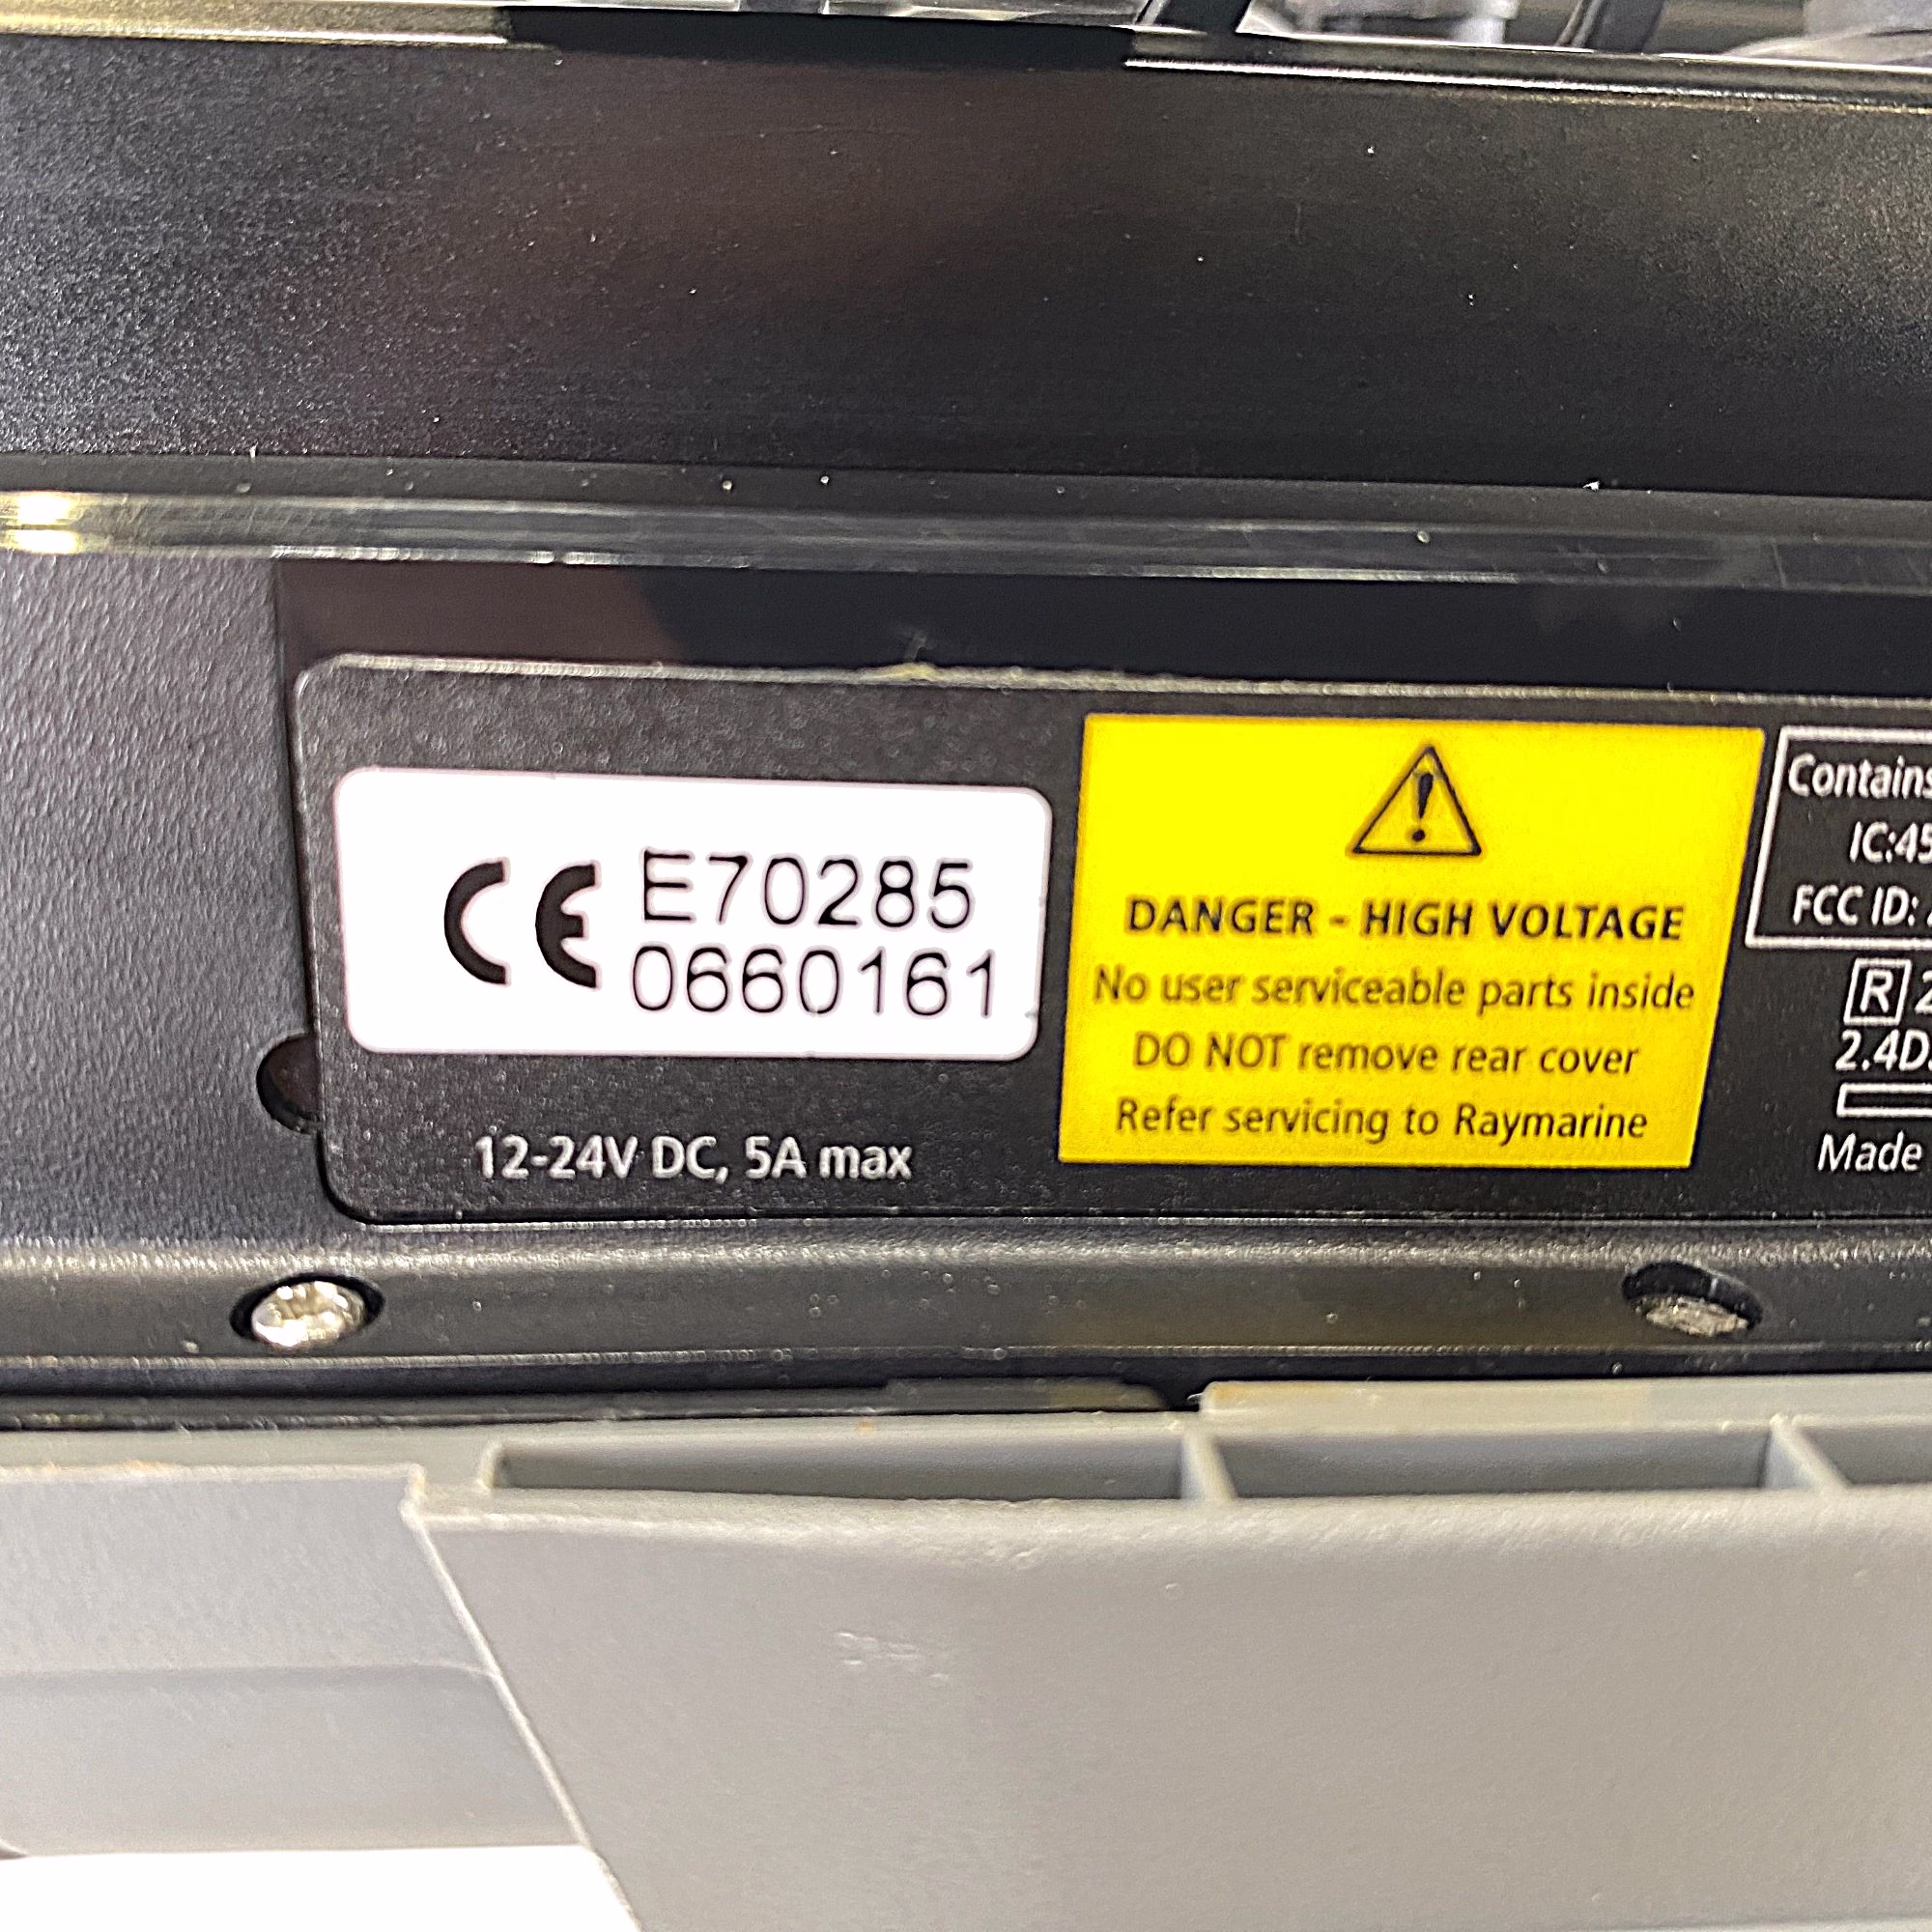 CE E70285
0660161
12-24V DC, 5A max
DANGER - HIGH VOLTAGE
No user serviceable parts inside
DO NOT remove rear cover
Refer servicing to Raymarine
Contains
IC:45
FCC ID:
R 2
2.4D
Made